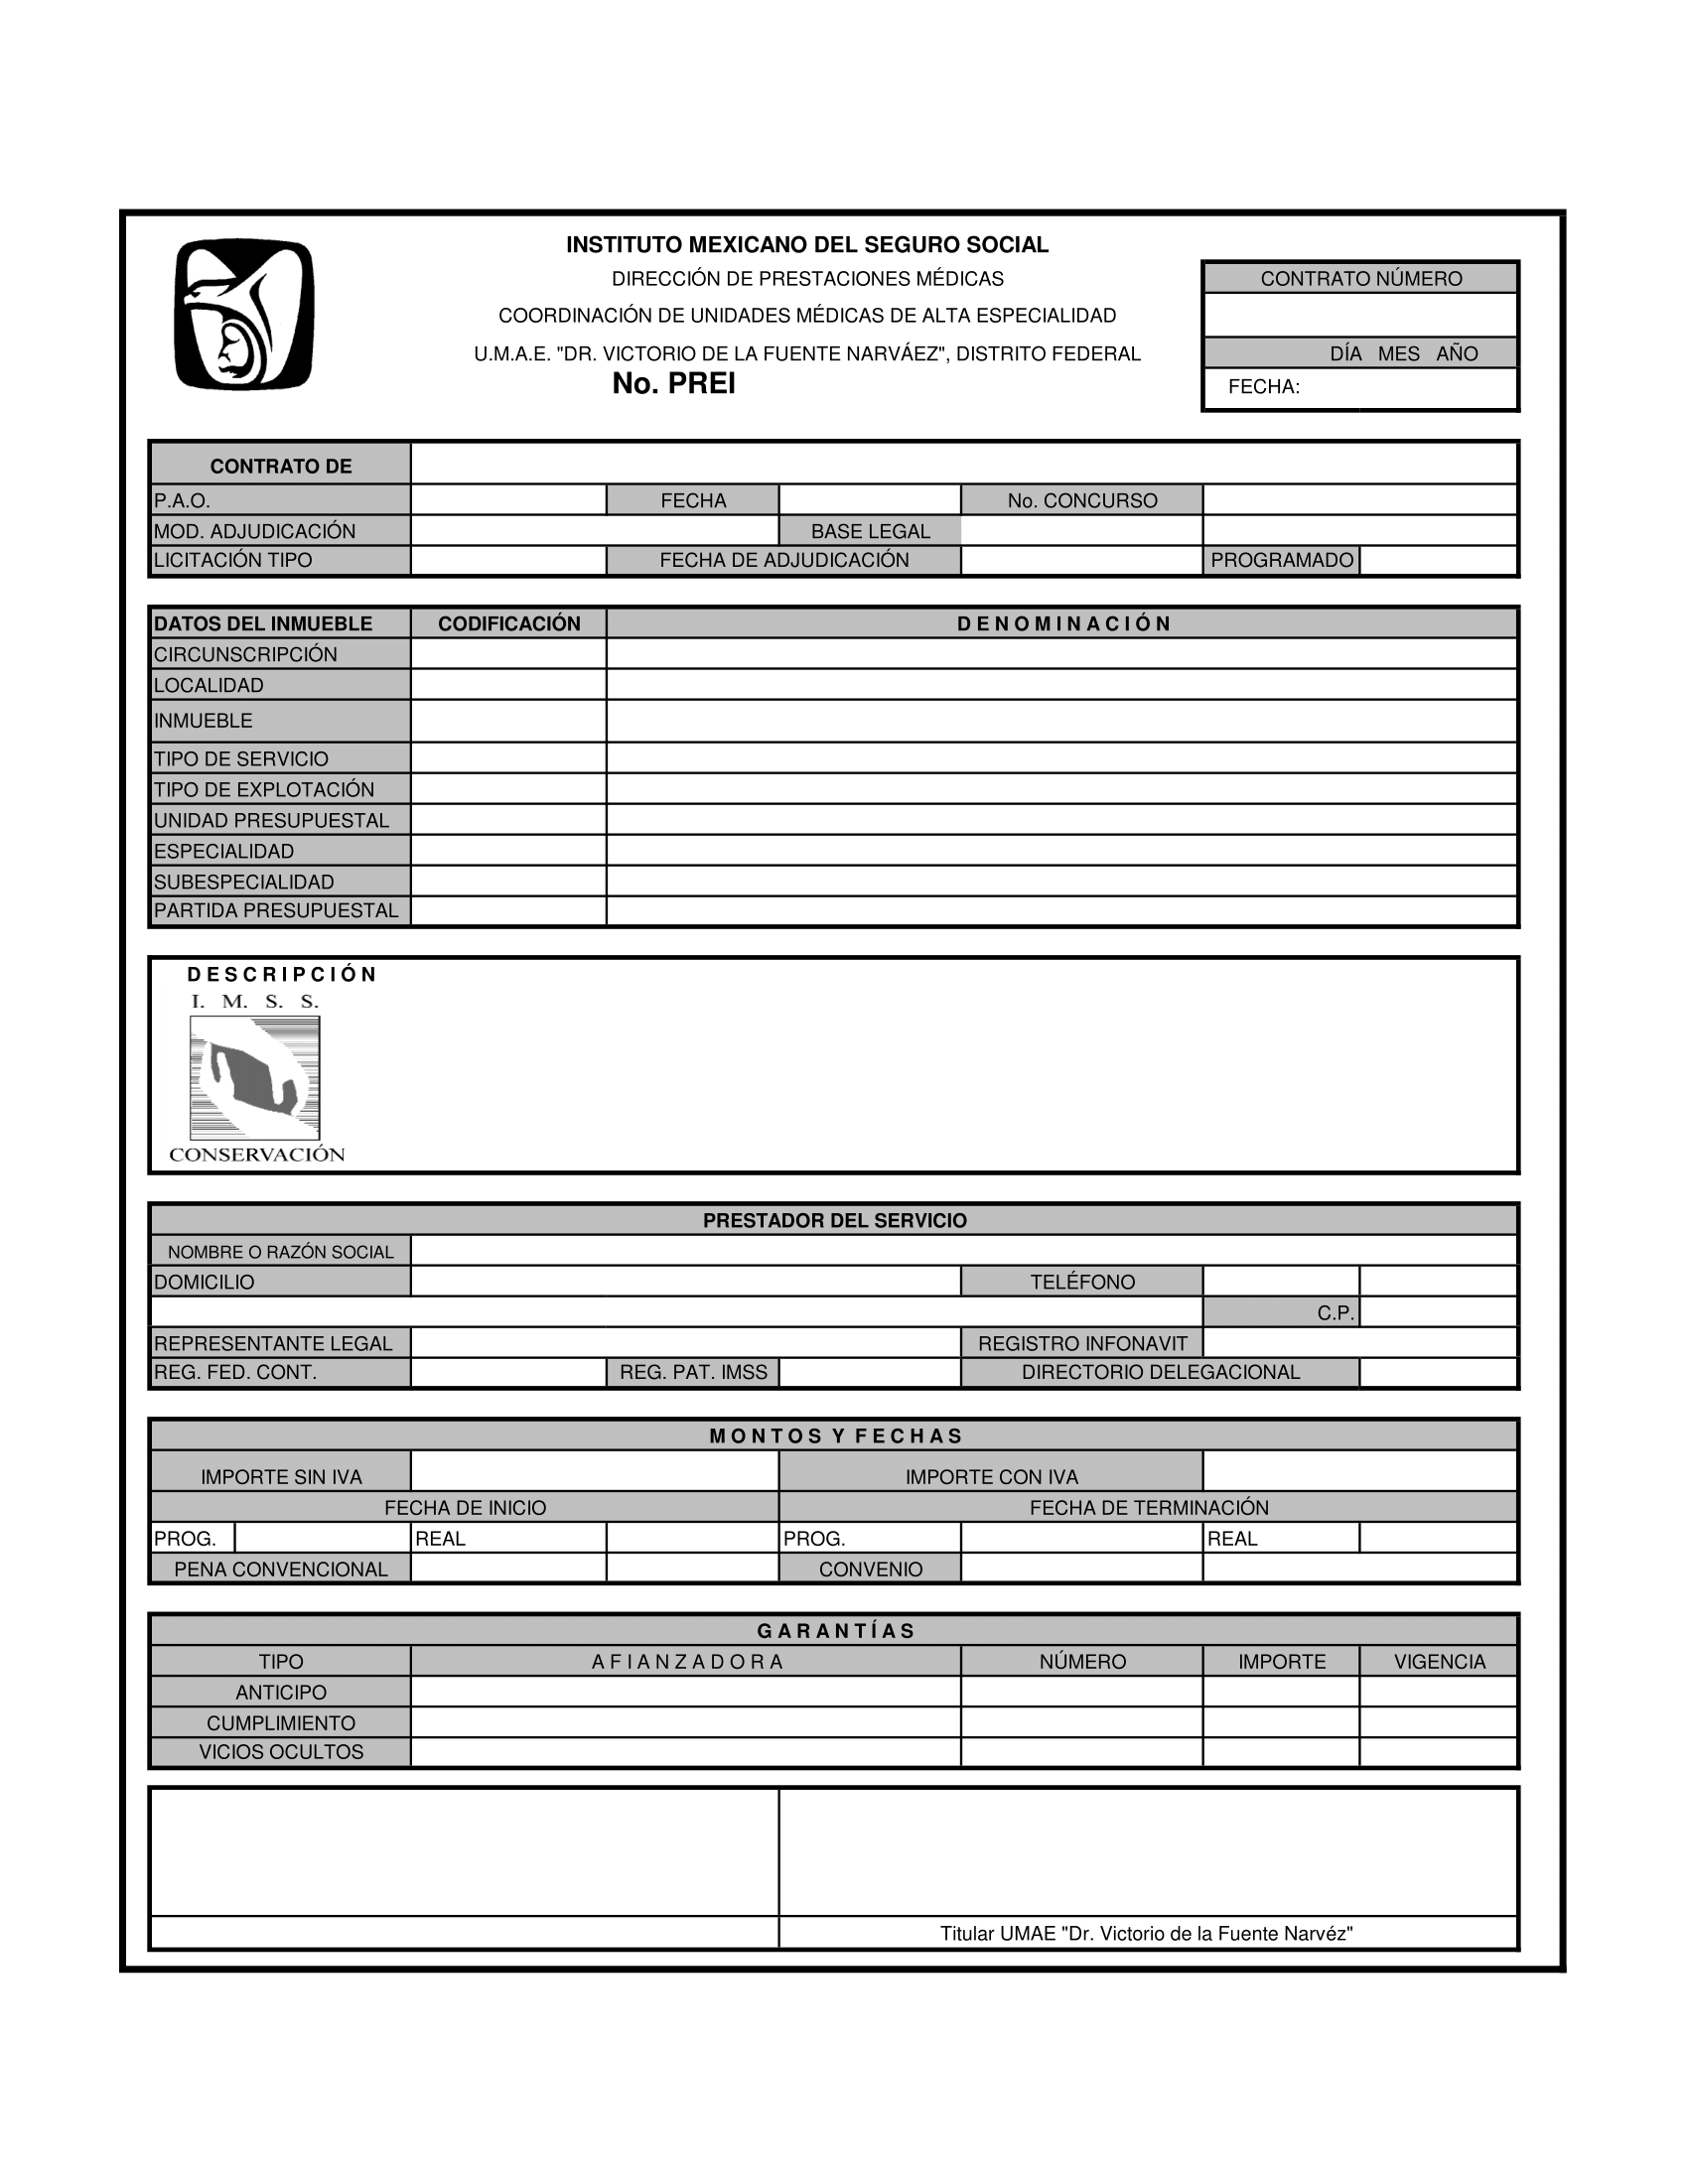 INSTITUTO MEXICANO DEL SEGURO SOCIAL
DIRECCIÓN DE PRESTACIONES MÉDICAS
CONTRATO NÚMERO
COORDINACIÓN DE UNIDADES MÉDICAS DE ALTA ESPECIALIDAD
U.M.A.E. "DR. VICTORIO DE LA FUENTE NARVÁEZ", DISTRITO FEDERAL
DÍA MES AÑO
No. PREI
FECHA:
CONTRATO DE
P.A.O. FECHA No. CONCURSO
MOD. ADJUDICACIÓN BASE LEGAL
LICITACIÓN TIPO FECHA DE ADJUDICACIÓN PROGRAMADO
DATOS DEL INMUEBLE CODIFICACIÓN D E N O M I N A C I Ó N
CIRCUNSCRIPCIÓN
LOCALIDAD
INMUEBLE
TIPO DE SERVICIO
TIPO DE EXPLOTACIÓN
UNIDAD PRESUPUESTAL
ESPECIALIDAD
SUBESPECIALIDAD
PARTIDA PRESUPUESTAL
D E S C R I P C I Ó N
I. M. S. S.
CONSERVACIÓN
PRESTADOR DEL SERVICIO
NOMBRE O RAZÓN SOCIAL
DOMICILIO TELÉFONO
C.P.
REPRESENTANTE LEGAL REGISTRO INFONAVIT
REG. FED. CONT. REG. PAT. IMSS DIRECTORIO DELEGACIONAL
M O N T O S Y F E C H A S
IMPORTE SIN IVA IMPORTE CON IVA
FECHA DE INICIO FECHA DE TERMINACIÓN
PROG. REAL PROG. REAL
PENA CONVENCIONAL CONVENIO
G A R A N T Í A S
TIPO A F I A N Z A D O R A NÚMERO IMPORTE VIGENCIA
ANTICIPO
CUMPLIMIENTO
VICIOS OCULTOS
Titular UMAE "Dr. Victorio de la Fuente Narvéz"